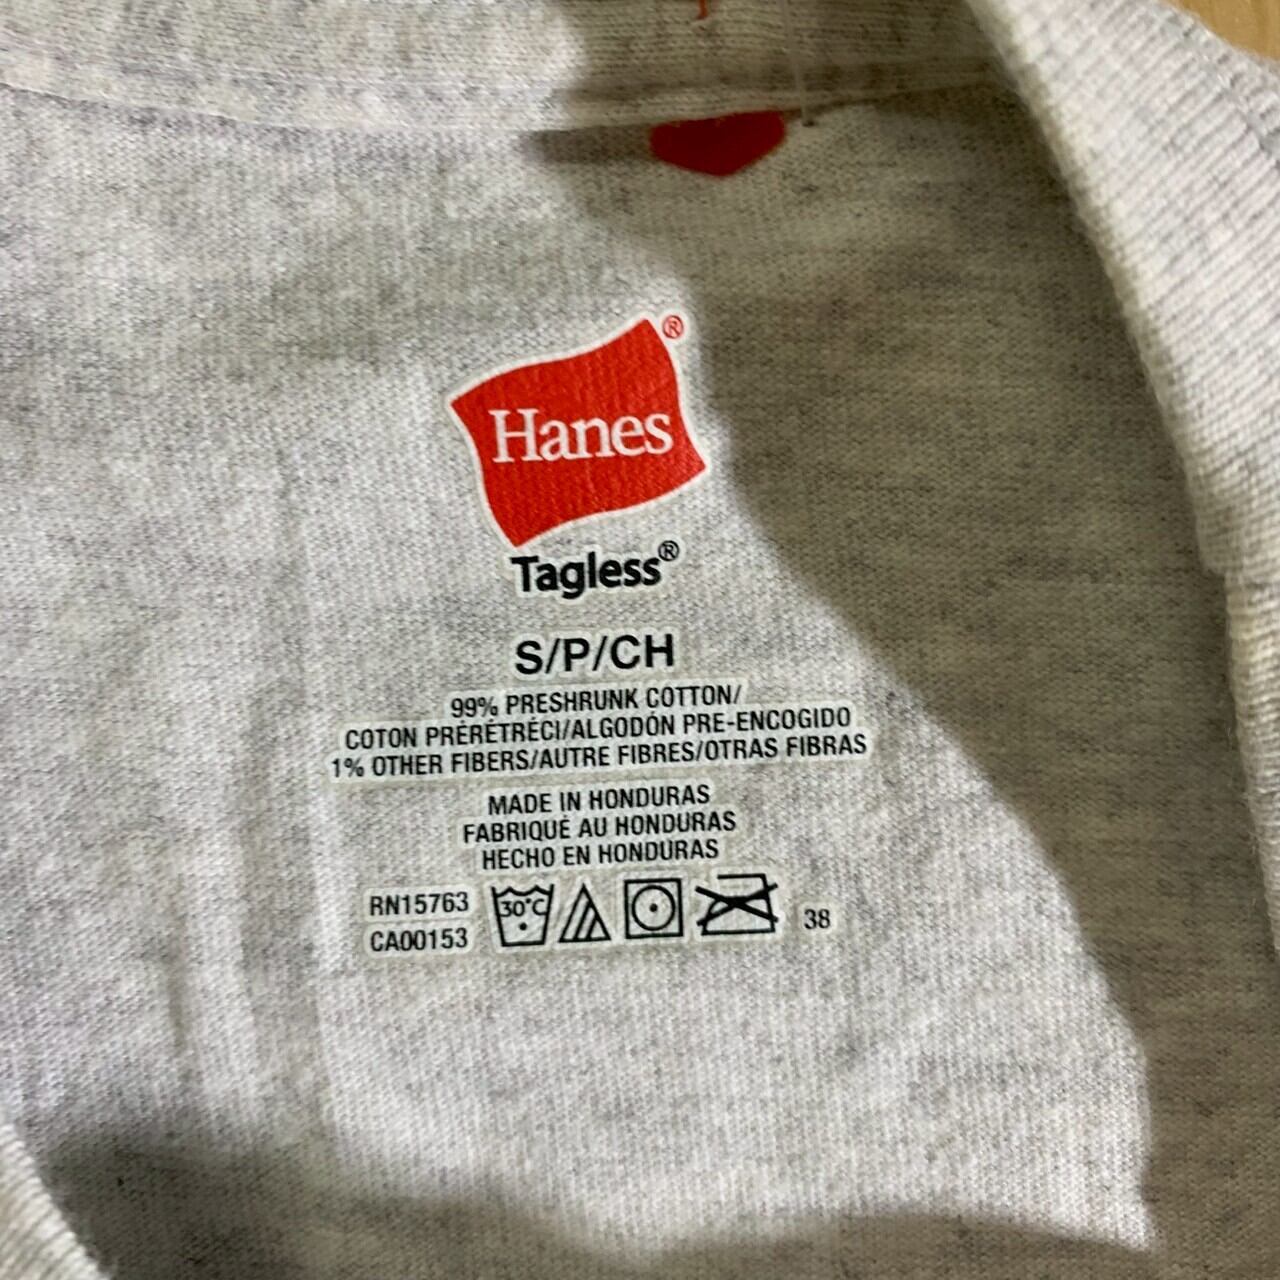 Hanes®
Tagless®
S/P/CH
99% PRESHRUNK COTTON/
COTON PRÉRÉTRÉCI/ALGODÓN PRE-ENCOGIDO
1% OTHER FIBERS/AUTRE FIBRES/OTRAS FIBRAS
MADE IN HONDURAS
FABRIQUÉ AU HONDURAS
HECHO EN HONDURAS
RN15763
CA00153
30°C
38